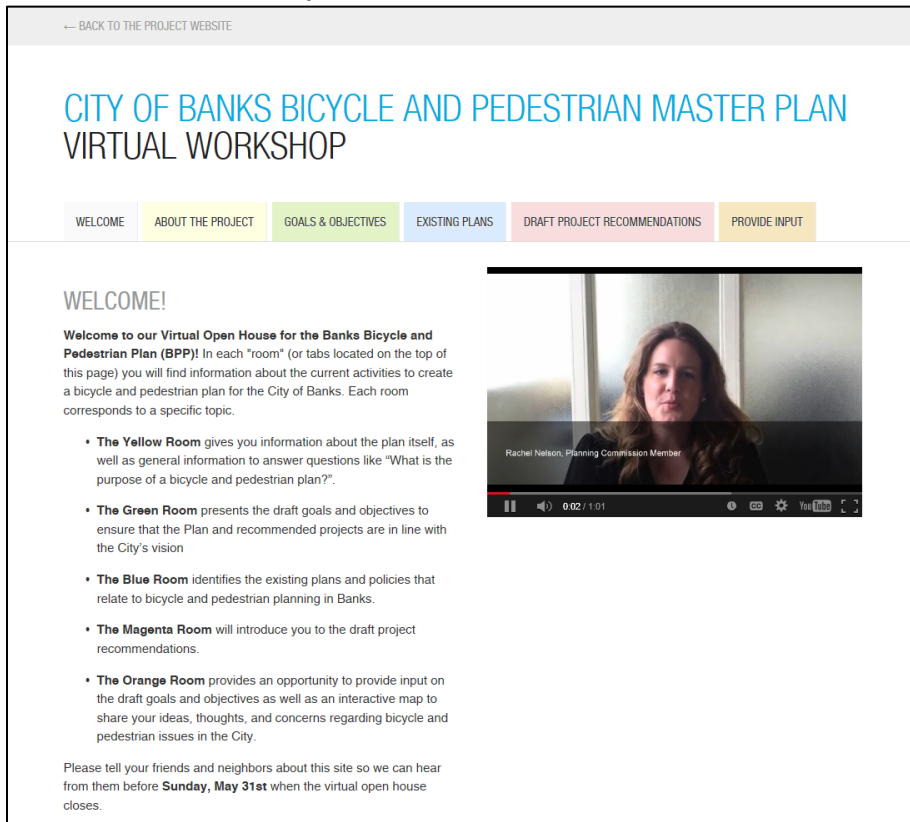 ← BACK TO THE PROJECT WEBSITE
CITY OF BANKS BICYCLE AND PEDESTRIAN MASTER PLAN
VIRTUAL WORKSHOP
WELCOME ABOUT THE PROJECT GOALS & OBJECTIVES EXISTING PLANS DRAFT PROJECT RECOMMENDATIONS PROVIDE INPUT
WELCOME!
Welcome to our Virtual Open House for the Banks Bicycle and
Pedestrian Plan (BPP)! In each "room" (or tabs located on the top of
this page) you will find information about the current activities to create
a bicycle and pedestrian plan for the City of Banks. Each room
corresponds to a specific topic.
• The Yellow Room gives you information about the plan itself, as
well as general information to answer questions like “What is the
purpose of a bicycle and pedestrian plan?”.
• The Green Room presents the draft goals and objectives to
ensure that the Plan and recommended projects are in line with
the City’s vision
• The Blue Room identifies the existing plans and policies that
relate to bicycle and pedestrian planning in Banks.
• The Magenta Room will introduce you to the draft project
recommendations.
• The Orange Room provides an opportunity to provide input on
the draft goals and objectives as well as an interactive map to
share your ideas, thoughts, and concerns regarding bicycle and
pedestrian issues in the City.
Please tell your friends and neighbors about this site so we can hear
from them before Sunday, May 31st when the virtual open house
closes.
Rachel Nelson, Planning Commission Member
0:02 / 1:01 CC YouTube